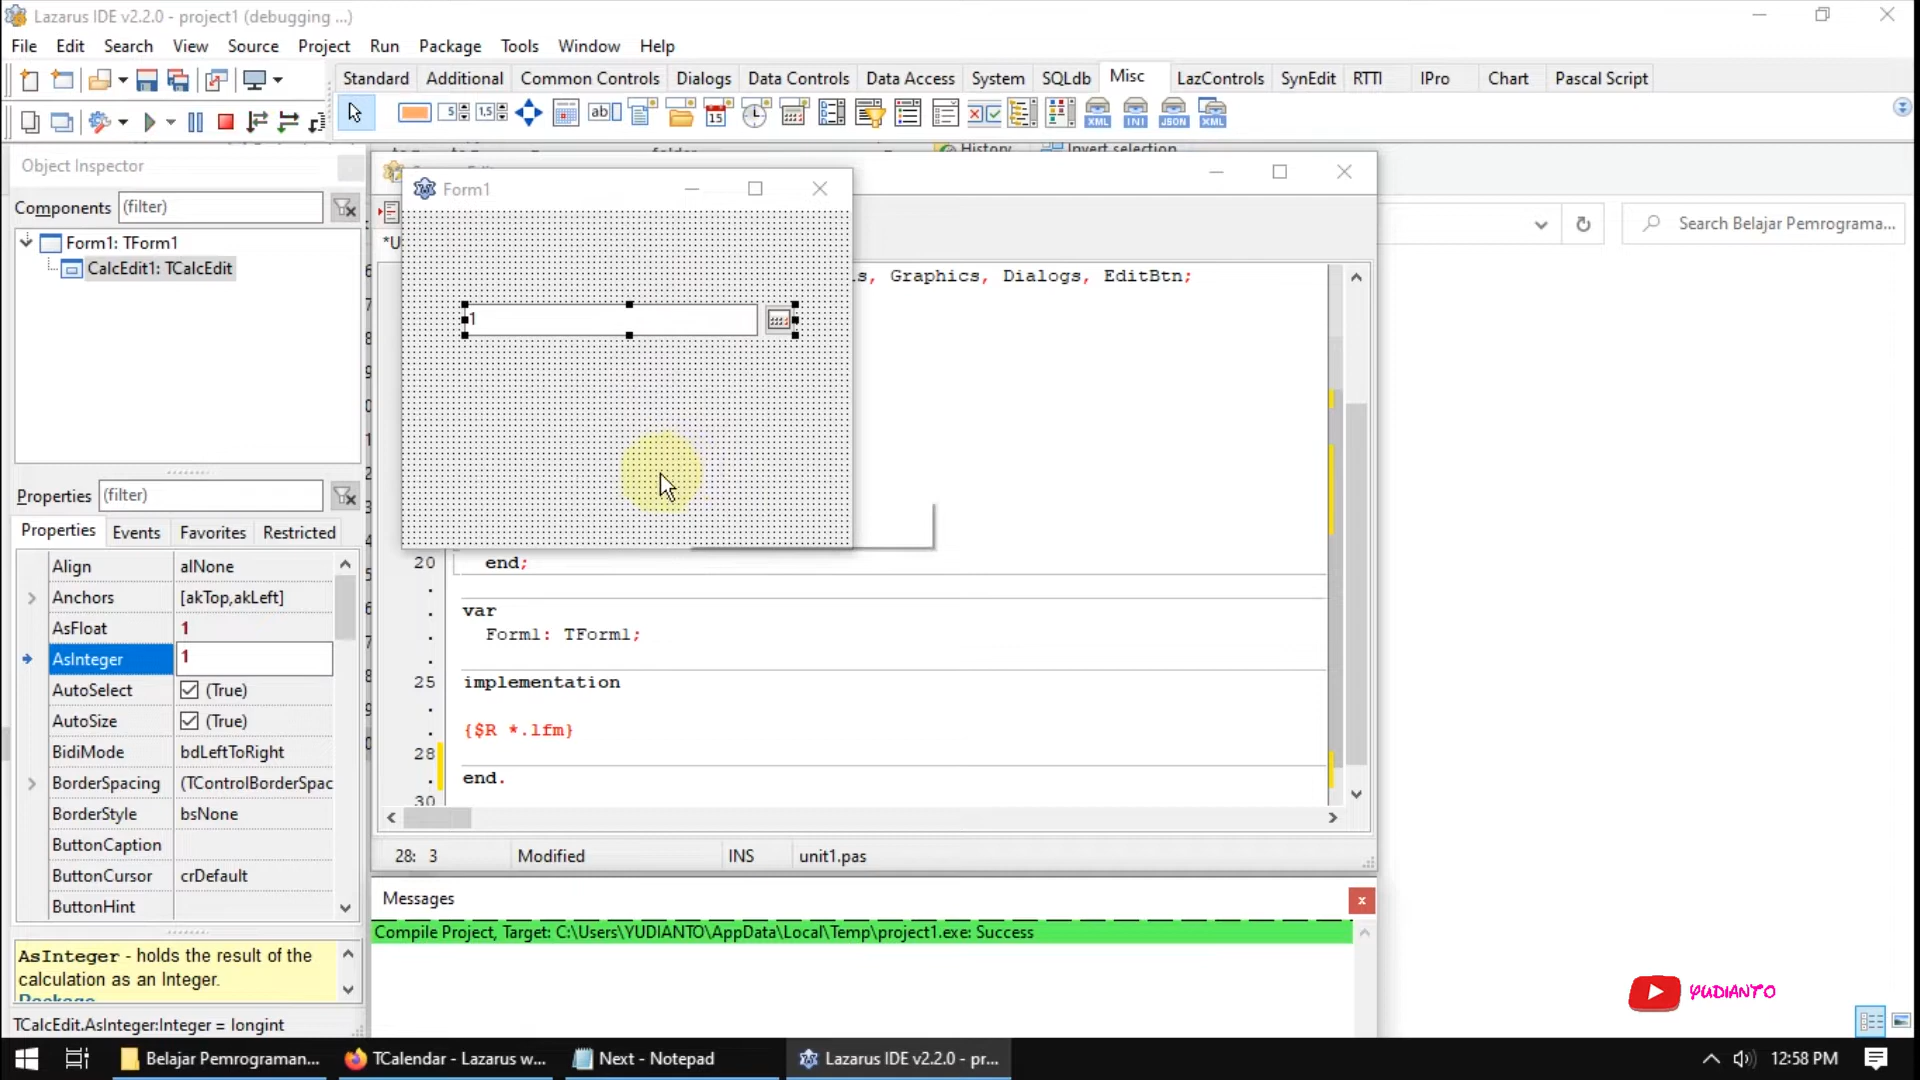 Lazarus IDE v2.2.0 - project1 (debugging ...)
File Edit Search View Source Project Run Package Tools Window Help
Standard Additional Common Controls Dialogs Data Controls Data Access System SQLdb Misc LazControls SynEdit RTTI IPro Chart Pascal Script
History Invert selection
Object Inspector
Components (filter)
Form1: TForm1
CalcEdit1: TCalcEdit
Form1
1
Search Belajar Pemrograma...
Graphics, Dialogs, EditBtn;
Properties (filter)
Properties Events Favorites Restricted
Align alNone
Anchors [akTop,akLeft]
AsFloat 1
AsInteger 1
AutoSelect (True)
AutoSize (True)
BidiMode bdLeftToRight
BorderSpacing (TControlBorderSpac
BorderStyle bsNone
ButtonCaption
ButtonCursor crDefault
ButtonHint
20 end;
var
Form1: TForm1;
25 implementation
{$R *.lfm}
28
end.
30
28: 3 Modified INS unit1.pas
Messages
Compile Project, Target: C:\Users\YUDIANTO\AppData\Local\Temp\project1.exe: Success
AsInteger - holds the result of the
calculation as an Integer.
Package
TCalcEdit.AsInteger:Integer = longint
YUDIANTO
Belajar Pemrograman... TCalendar - Lazarus w... Next - Notepad Lazarus IDE v2.2.0 - pr... 12:58 PM